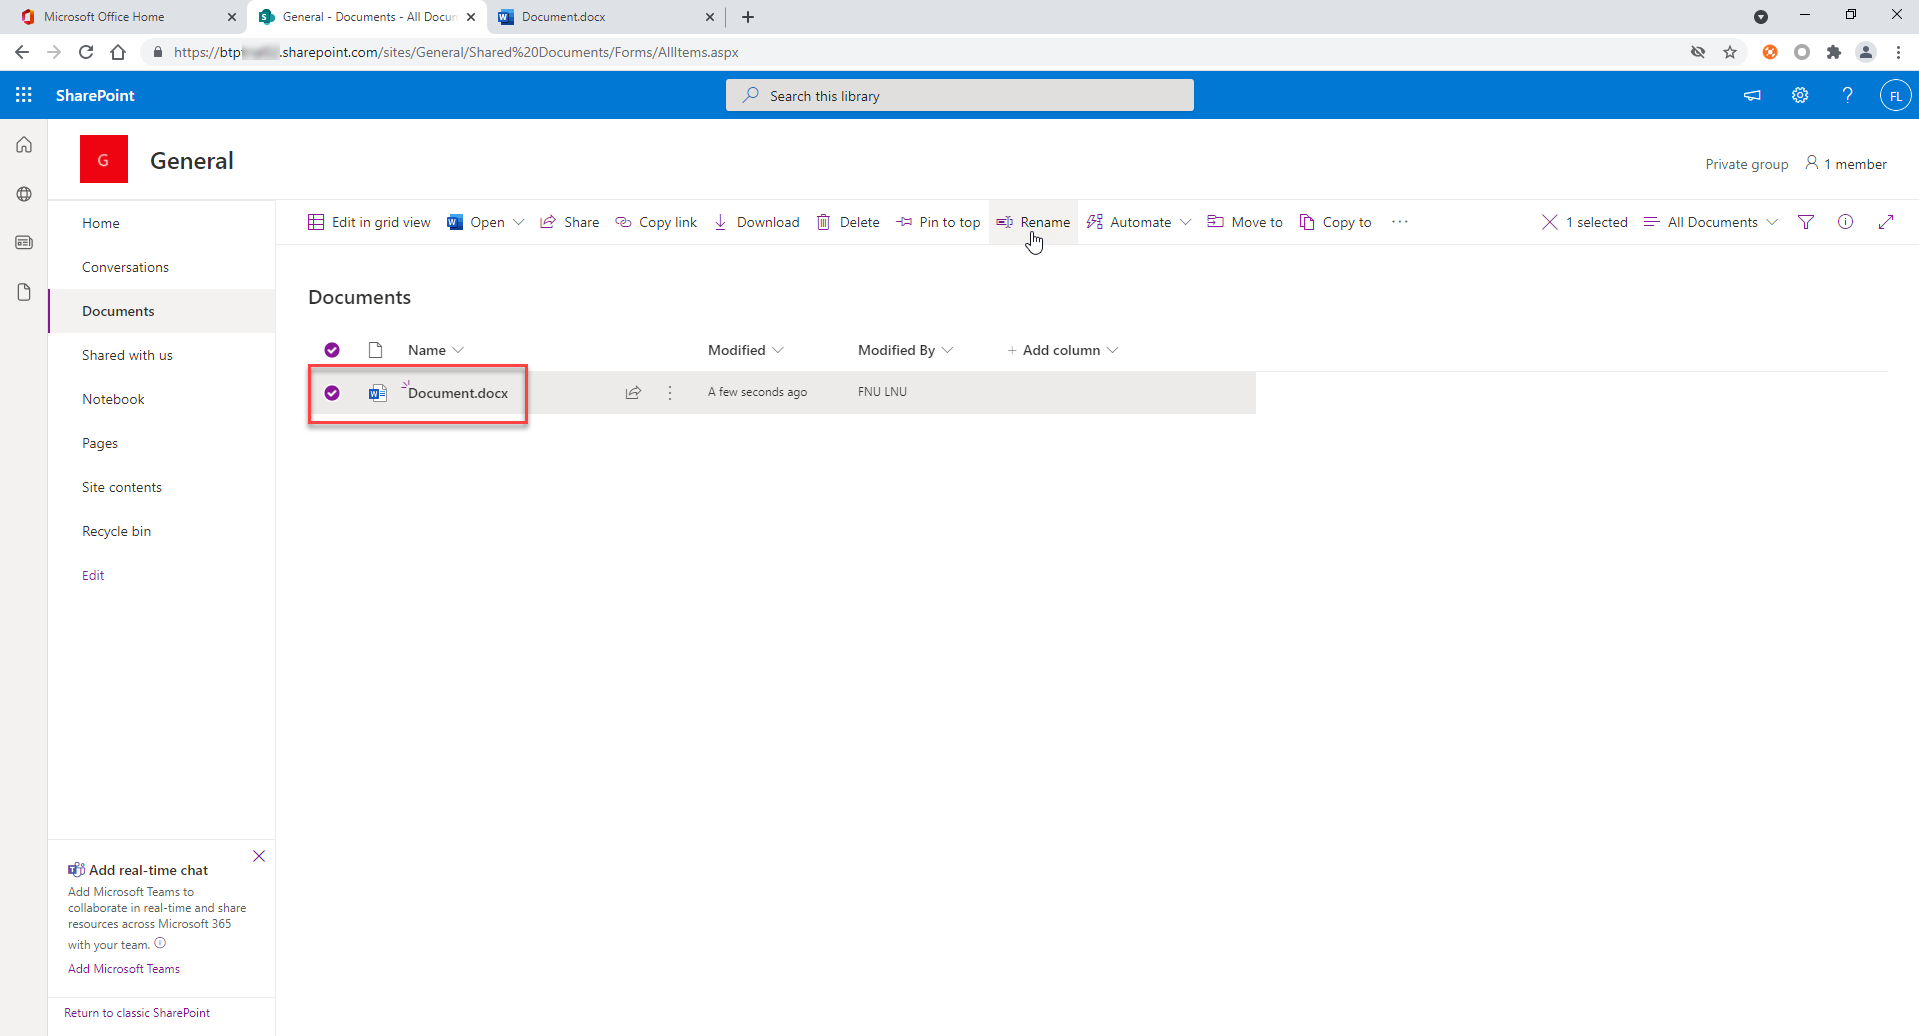 Microsoft Office Home
General - Documents - All Docun
Document.docx
https://btp .sharepoint.com/sites/General/Shared%20Documents/Forms/AllItems.aspx
SharePoint
Search this library
FL
G
General
Private group
1 member
Home
Conversations
Documents
Shared with us
Notebook
Pages
Site contents
Recycle bin
Edit
Edit in grid view
Open
Share
Copy link
Download
Delete
Pin to top
Rename
Automate
Move to
Copy to
1 selected
All Documents
Documents
Name
Modified
Modified By
Add column
Document.docx
A few seconds ago
FNU LNU
Add real-time chat
Add Microsoft Teams to
collaborate in real-time and share
resources across Microsoft 365
with your team.
Add Microsoft Teams
Return to classic SharePoint